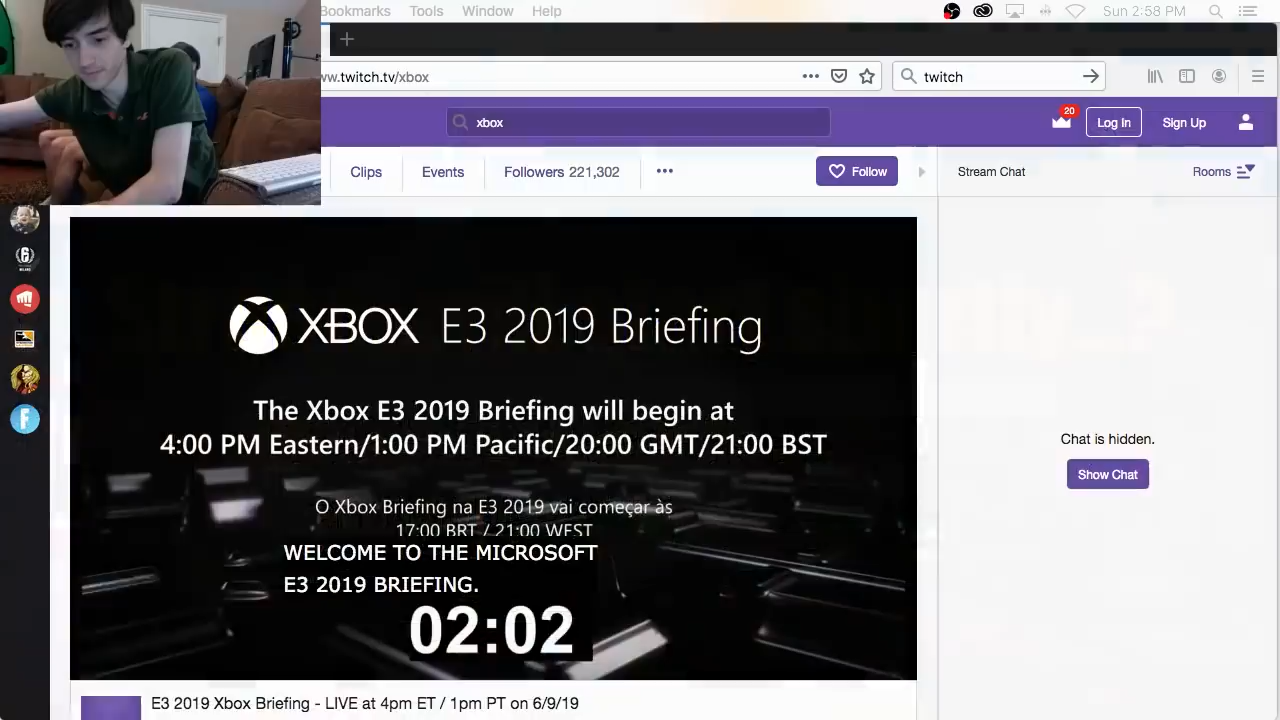 Bookmarks Tools Window Help
Sun 2:58 PM
ww.twitch.tv/xbox
twitch
xbox
20
Log In
Sign Up
Clips
Events
Followers 221,302
Follow
Stream Chat
Rooms
XBOX E3 2019 Briefing
The Xbox E3 2019 Briefing will begin at
4:00 PM Eastern/1:00 PM Pacific/20:00 GMT/21:00 BST
O Xbox Briefing na E3 2019 vai começar às
17:00 BRT / 21:00 WEST
WELCOME TO THE MICROSOFT
E3 2019 BRIEFING.
02:02
Chat is hidden.
Show Chat
E3 2019 Xbox Briefing - LIVE at 4pm ET / 1pm PT on 6/9/19